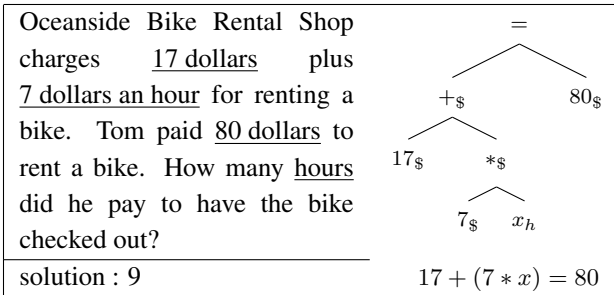 Oceanside Bike Rental Shop
charges 17 dollars plus
7 dollars an hour for renting a
bike. Tom paid 80 dollars to
rent a bike. How many hours
did he pay to have the bike
checked out?
solution : 9
=
+$ 80$
17$ *$
7$ xh
17 + (7 * x) = 80